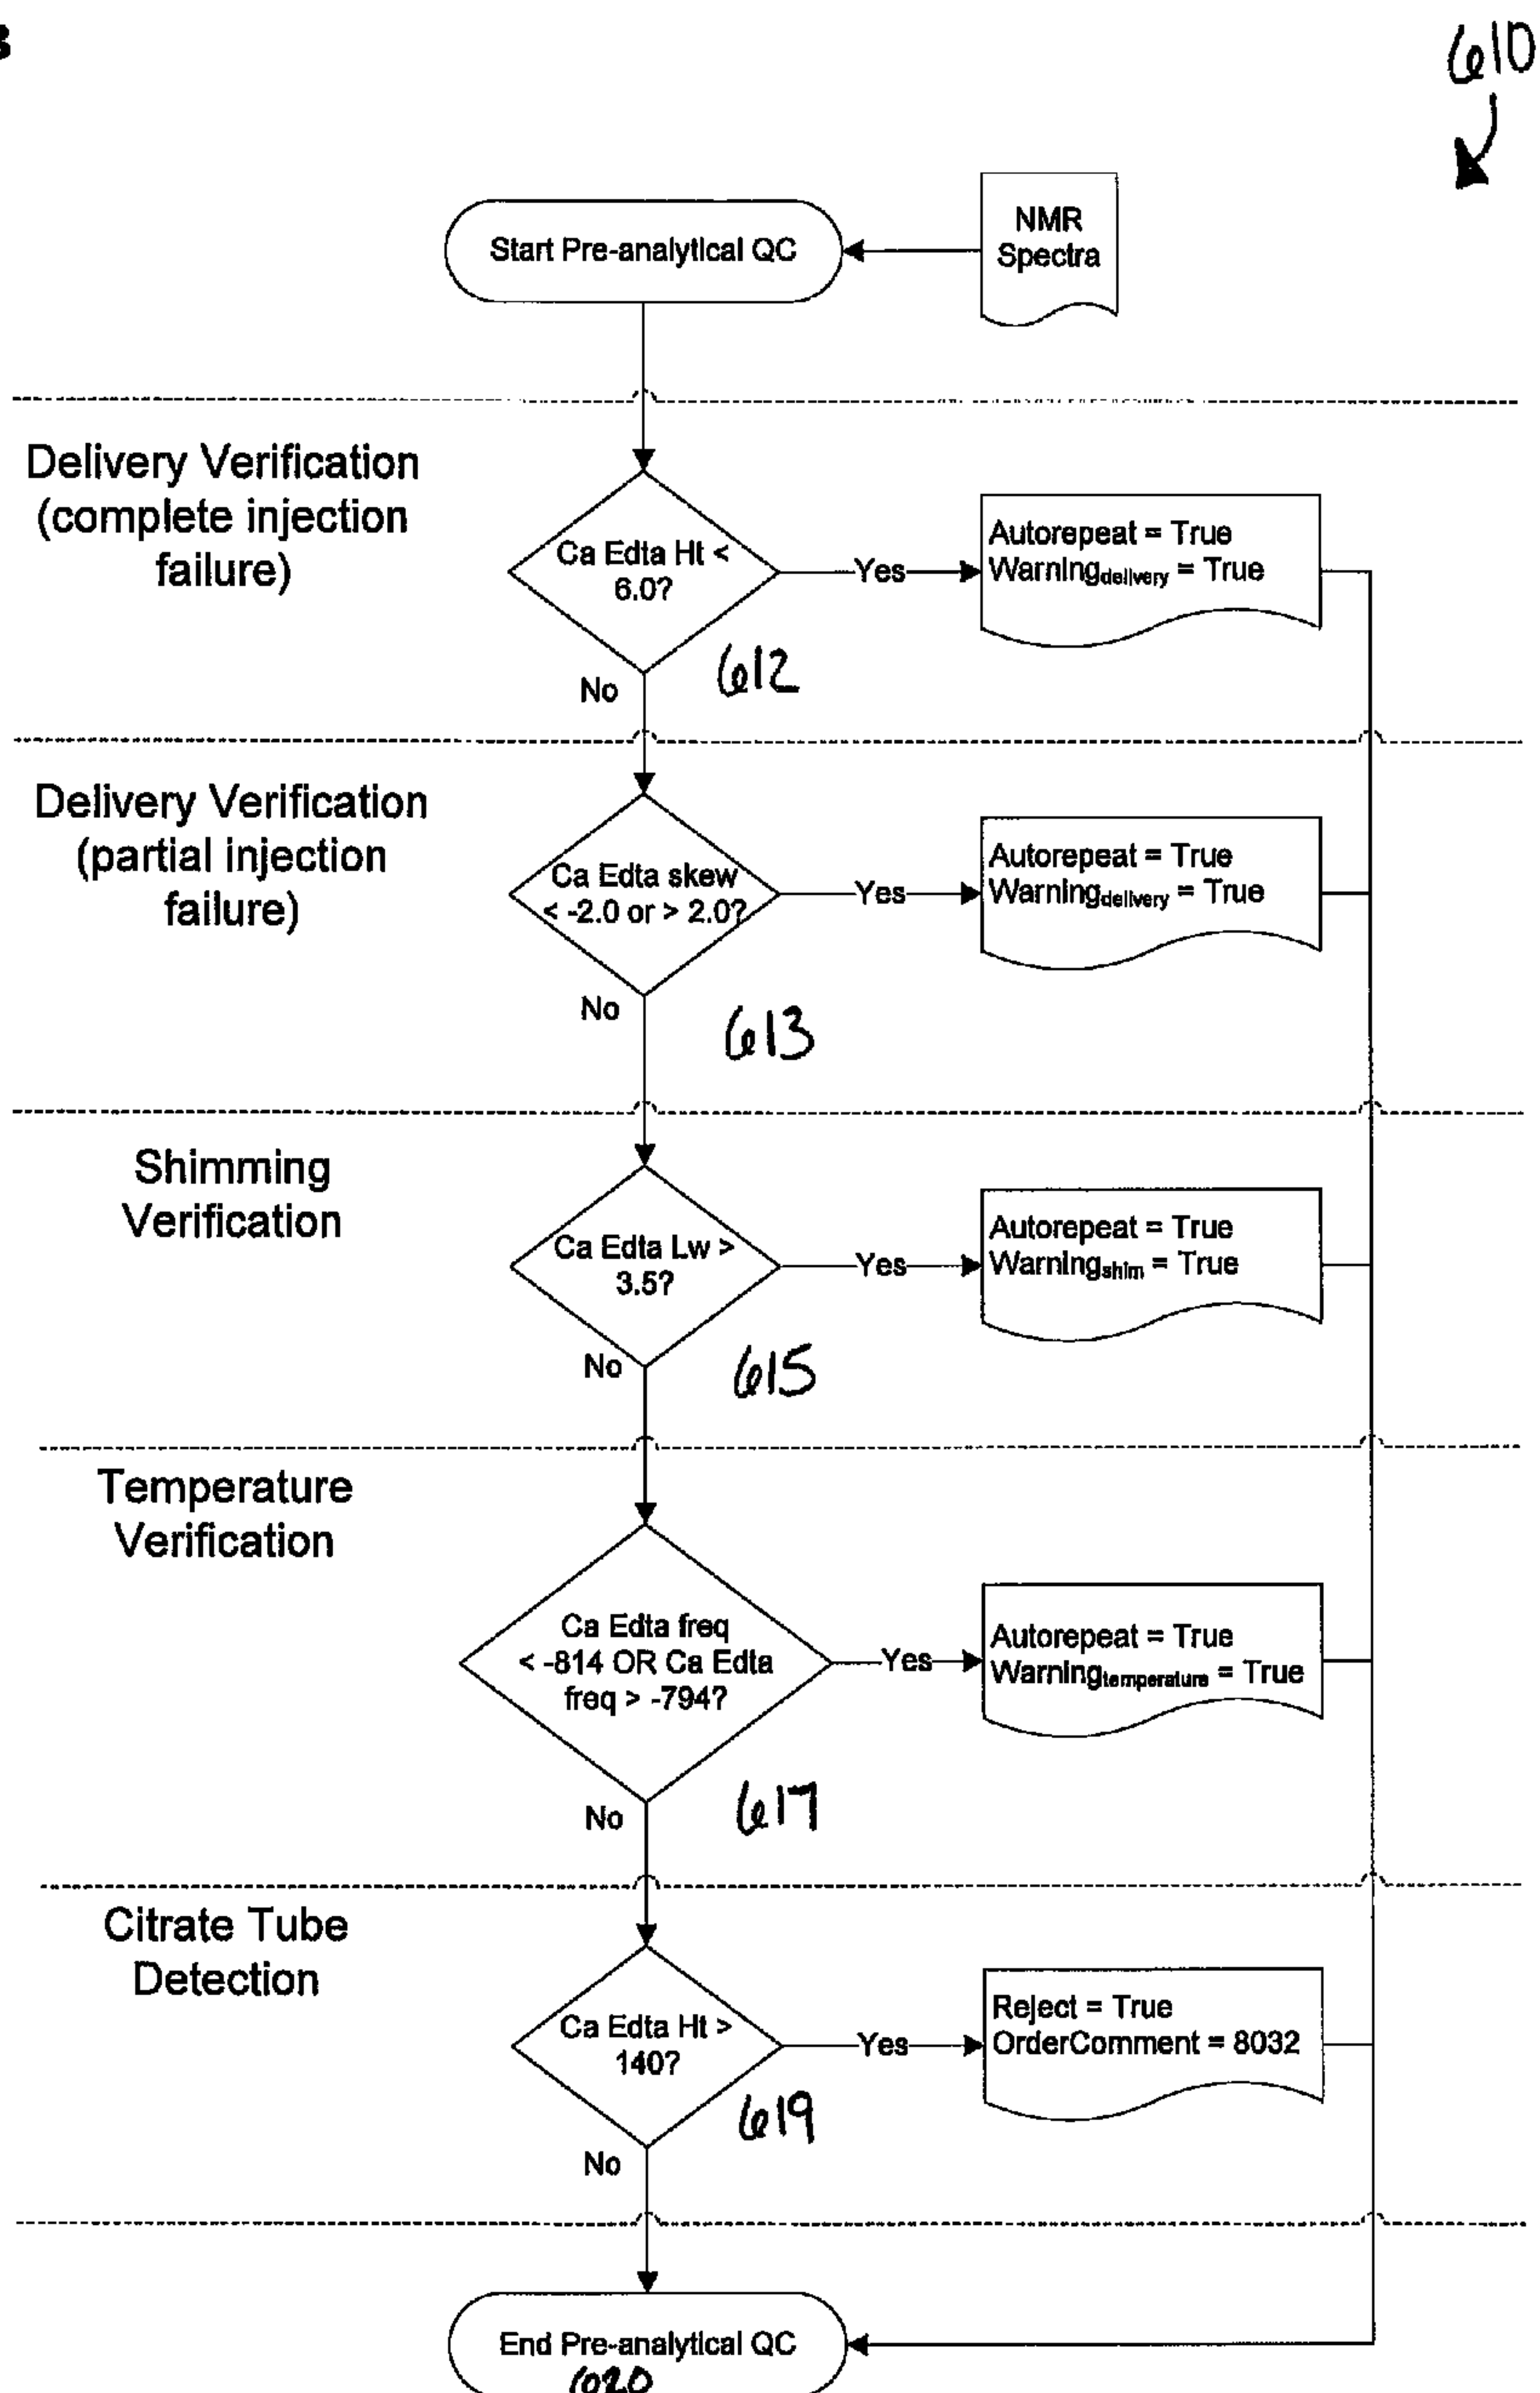 610
Start Pre-analytical QC
NMR
Spectra
Delivery Verification
(complete injection
failure)
Ca Edta Ht <
6.0?
Yes
Autorepeat = True
Warningdelivery = True
No
612
Delivery Verification
(partial injection
failure)
Ca Edta skew
< -2.0 or > 2.0?
Yes
Autorepeat = True
Warningdelivery = True
No
613
Shimming
Verification
Ca Edta Lw >
3.5?
Yes
Autorepeat = True
Warningshim = True
No
615
Temperature
Verification
Ca Edta freq
< -814 OR Ca Edta
freq > -794?
Yes
Autorepeat = True
Warningtemperature = True
No
617
Citrate Tube
Detection
Ca Edta Ht >
140?
Yes
Reject = True
OrderComment = 8032
No
619
End Pre-analytical QC
620